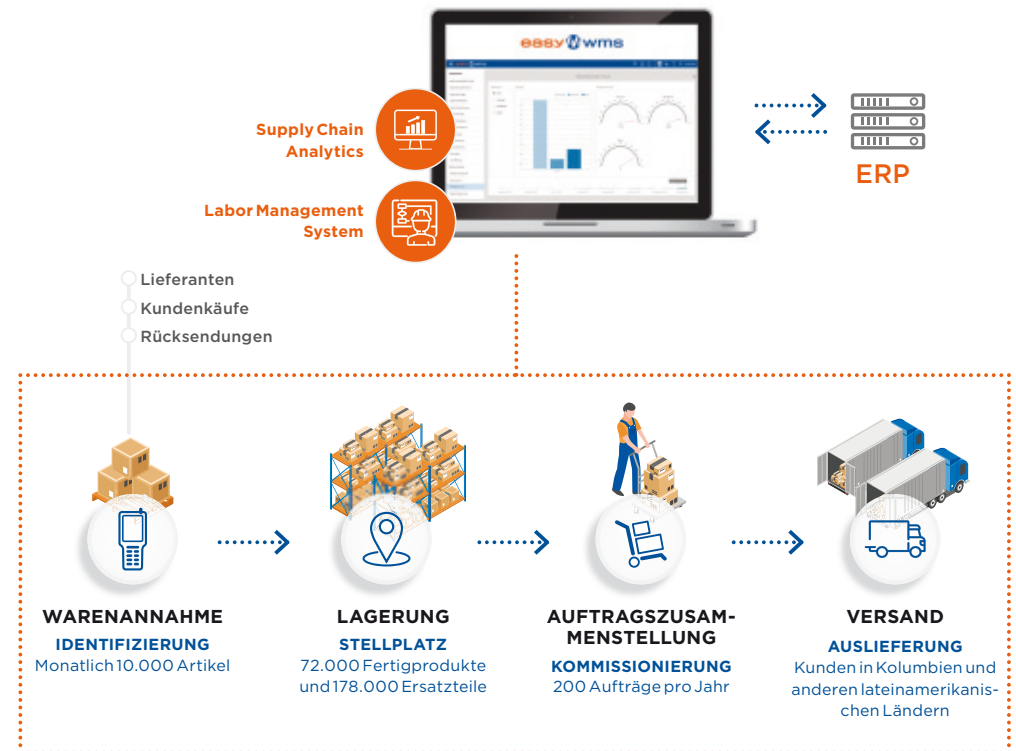 easy wms
Supply Chain
Analytics
Labor Management
System
ERP
Lieferanten
Kundenkäufe
Rücksendungen
WARENANNAHME
IDENTIFIZIERUNG
Monatlich 10.000 Artikel
LAGERUNG
STELLPLATZ
72.000 Fertigprodukte
und 178.000 Ersatzteile
AUFTRAGSZUSAM-
MENSTELLUNG
KOMMISSIONIERUNG
200 Aufträge pro Jahr
VERSAND
AUSLIEFERUNG
Kunden in Kolumbien und
anderen lateinamerikanis-
chen Ländern